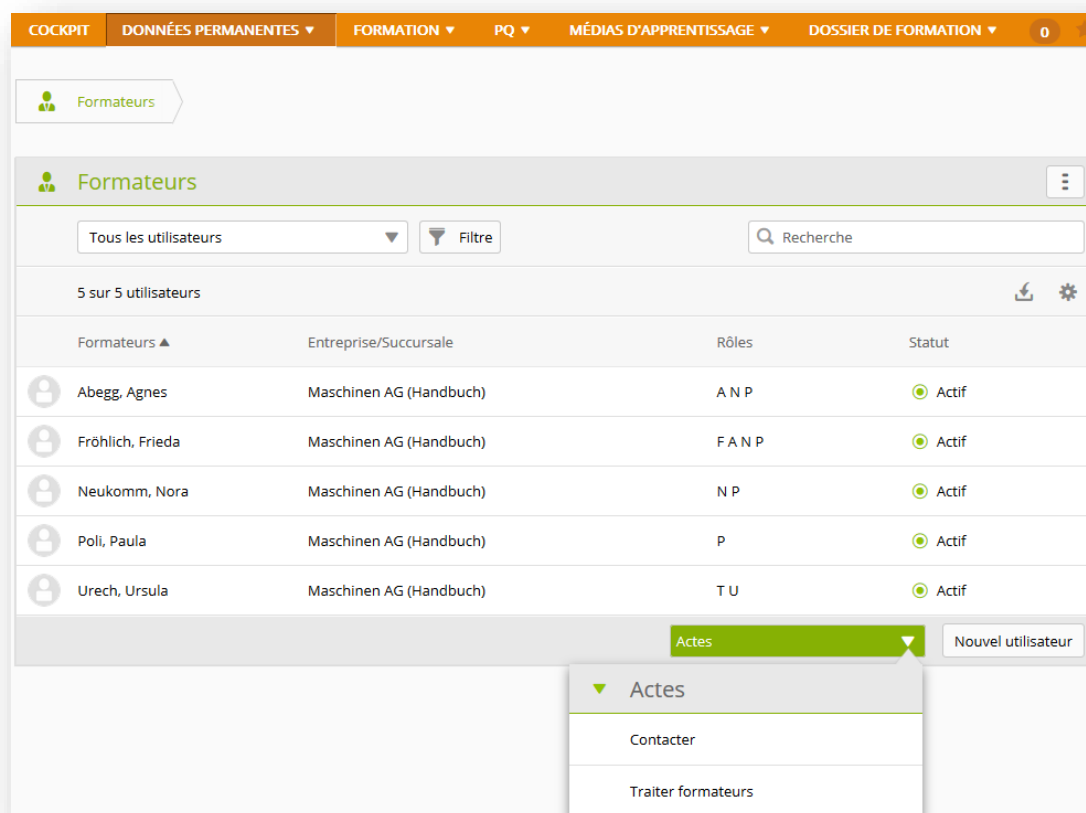 COCKPIT DONNÉES PERMANENTES FORMATION PQ MÉDIAS D'APPRENTISSAGE DOSSIER DE FORMATION 0
Formateurs
Formateurs
Tous les utilisateurs Filtre Recherche
5 sur 5 utilisateurs
Formateurs Entreprise/Succursale Rôles Statut
Abegg, Agnes Maschinen AG (Handbuch) A N P Actif
Fröhlich, Frieda Maschinen AG (Handbuch) F A N P Actif
Neukomm, Nora Maschinen AG (Handbuch) N P Actif
Poli, Paula Maschinen AG (Handbuch) P Actif
Urech, Ursula Maschinen AG (Handbuch) T U Actif
Actes Nouvel utilisateur
Actes
Contacter
Traiter formateurs